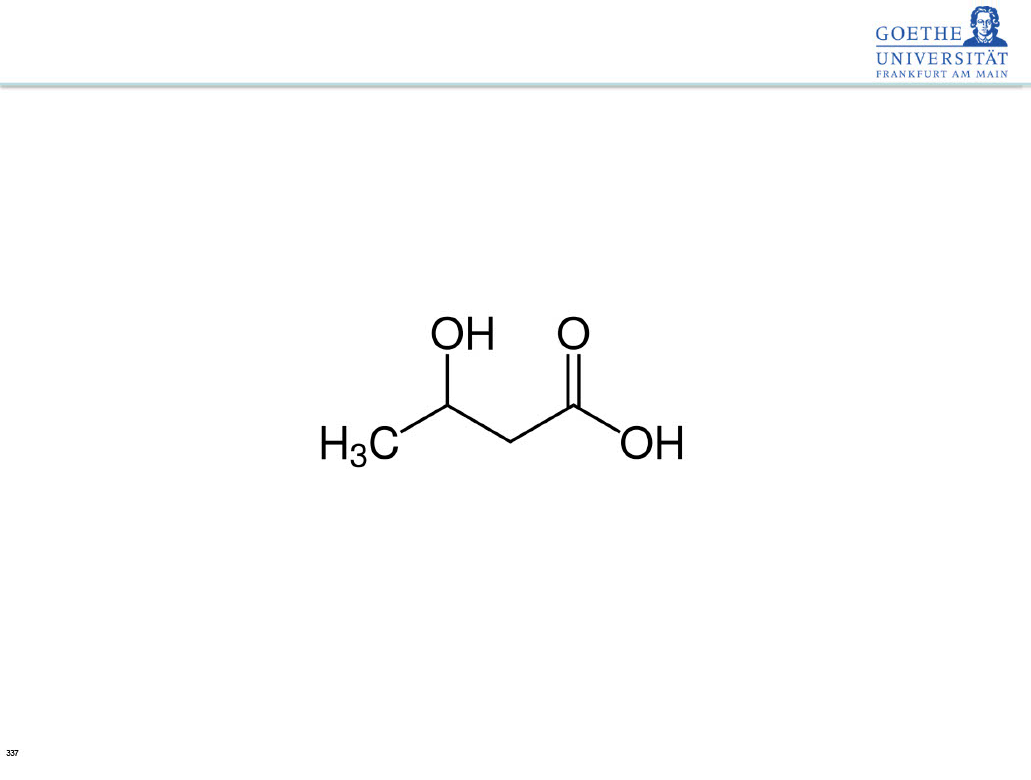 GOETHE
UNIVERSITÄT
FRANKFURT AM MAIN
OH O
H₃C OH
337